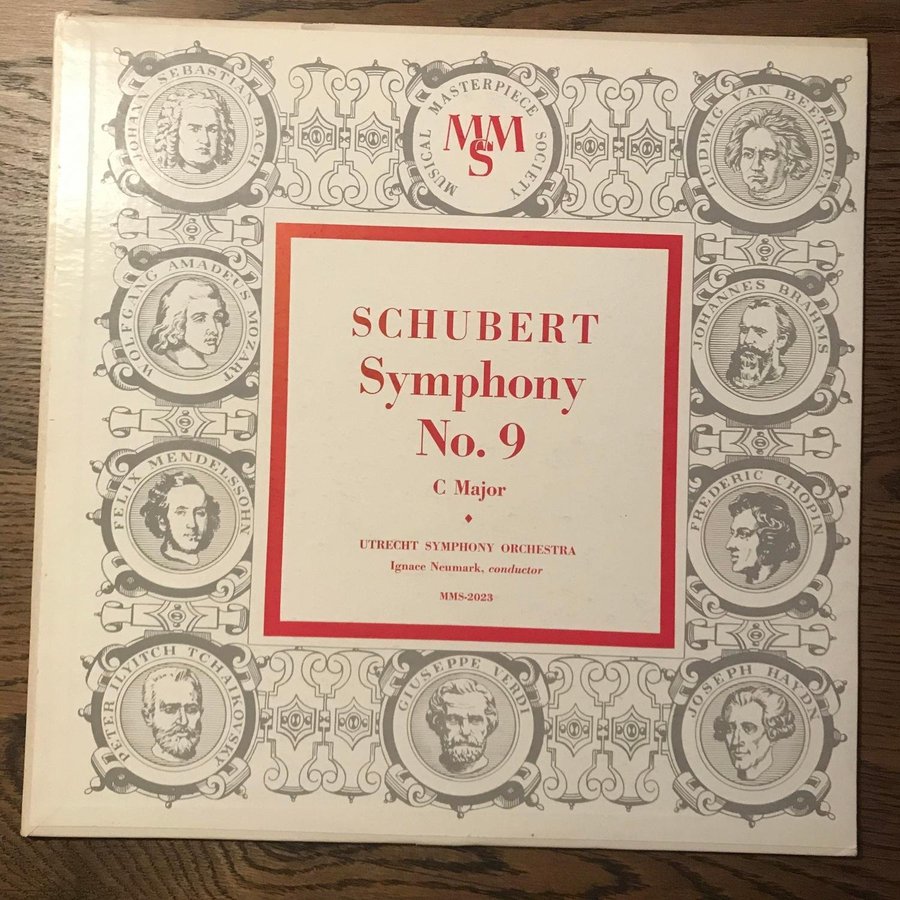 JOHANN SEBASTIAN BACH
MUSICAL MASTERPIECE SOCIETY
MMS
LUDWIG VAN BEETHOVEN
WOLFGANG AMADEUS MOZART
JOHANNES BRAHMS
SCHUBERT
Symphony
No. 9
C Major
FELIX MENDELSSOHN
FREDERIC CHOPIN
UTRECHT SYMPHONY ORCHESTRA
Ignace Neumark, conductor
MMS-2023
PETER ILYITCH TCHAIKOVSKY
GIUSEPPE VERDI
JOSEPH HAYDN